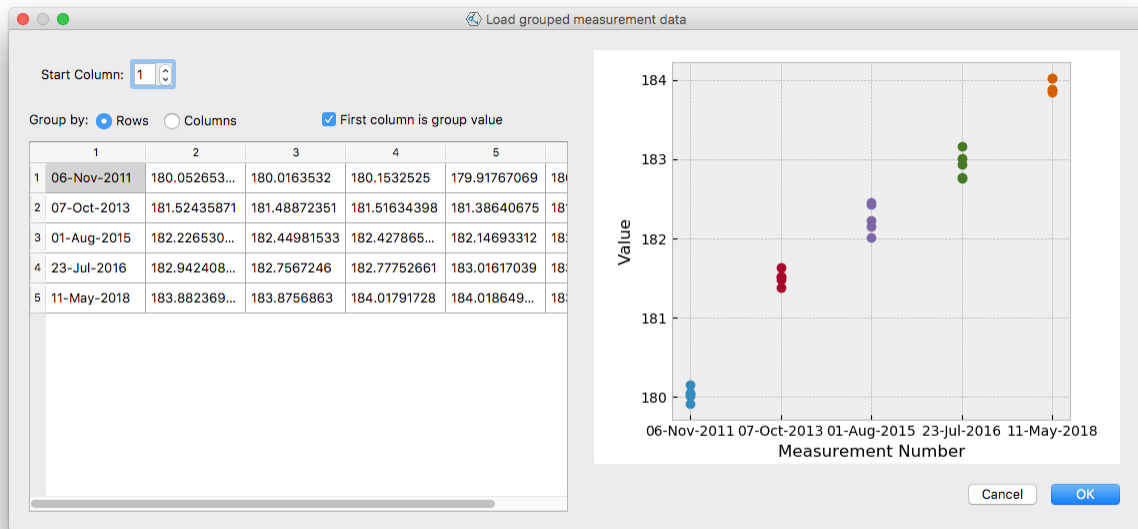 Load grouped measurement data
Start Column: 1
Group by: Rows Columns First column is group value
1 2 3 4 5
1 06-Nov-2011 180.052653... 180.0163532 180.1532525 179.91767069 180
2 07-Oct-2013 181.52435871 181.48872351 181.51634398 181.38640675 181
3 01-Aug-2015 182.226530... 182.44981533 182.427865... 182.14693312 182
4 23-Jul-2016 182.942408... 182.7567246 182.77752661 183.01617039 183
5 11-May-2018 183.882369... 183.8756863 184.01791728 184.018649... 183
184
183
182
181
180
Value
06-Nov-2011 07-Oct-2013 01-Aug-2015 23-Jul-2016 11-May-2018
Measurement Number
Cancel OK